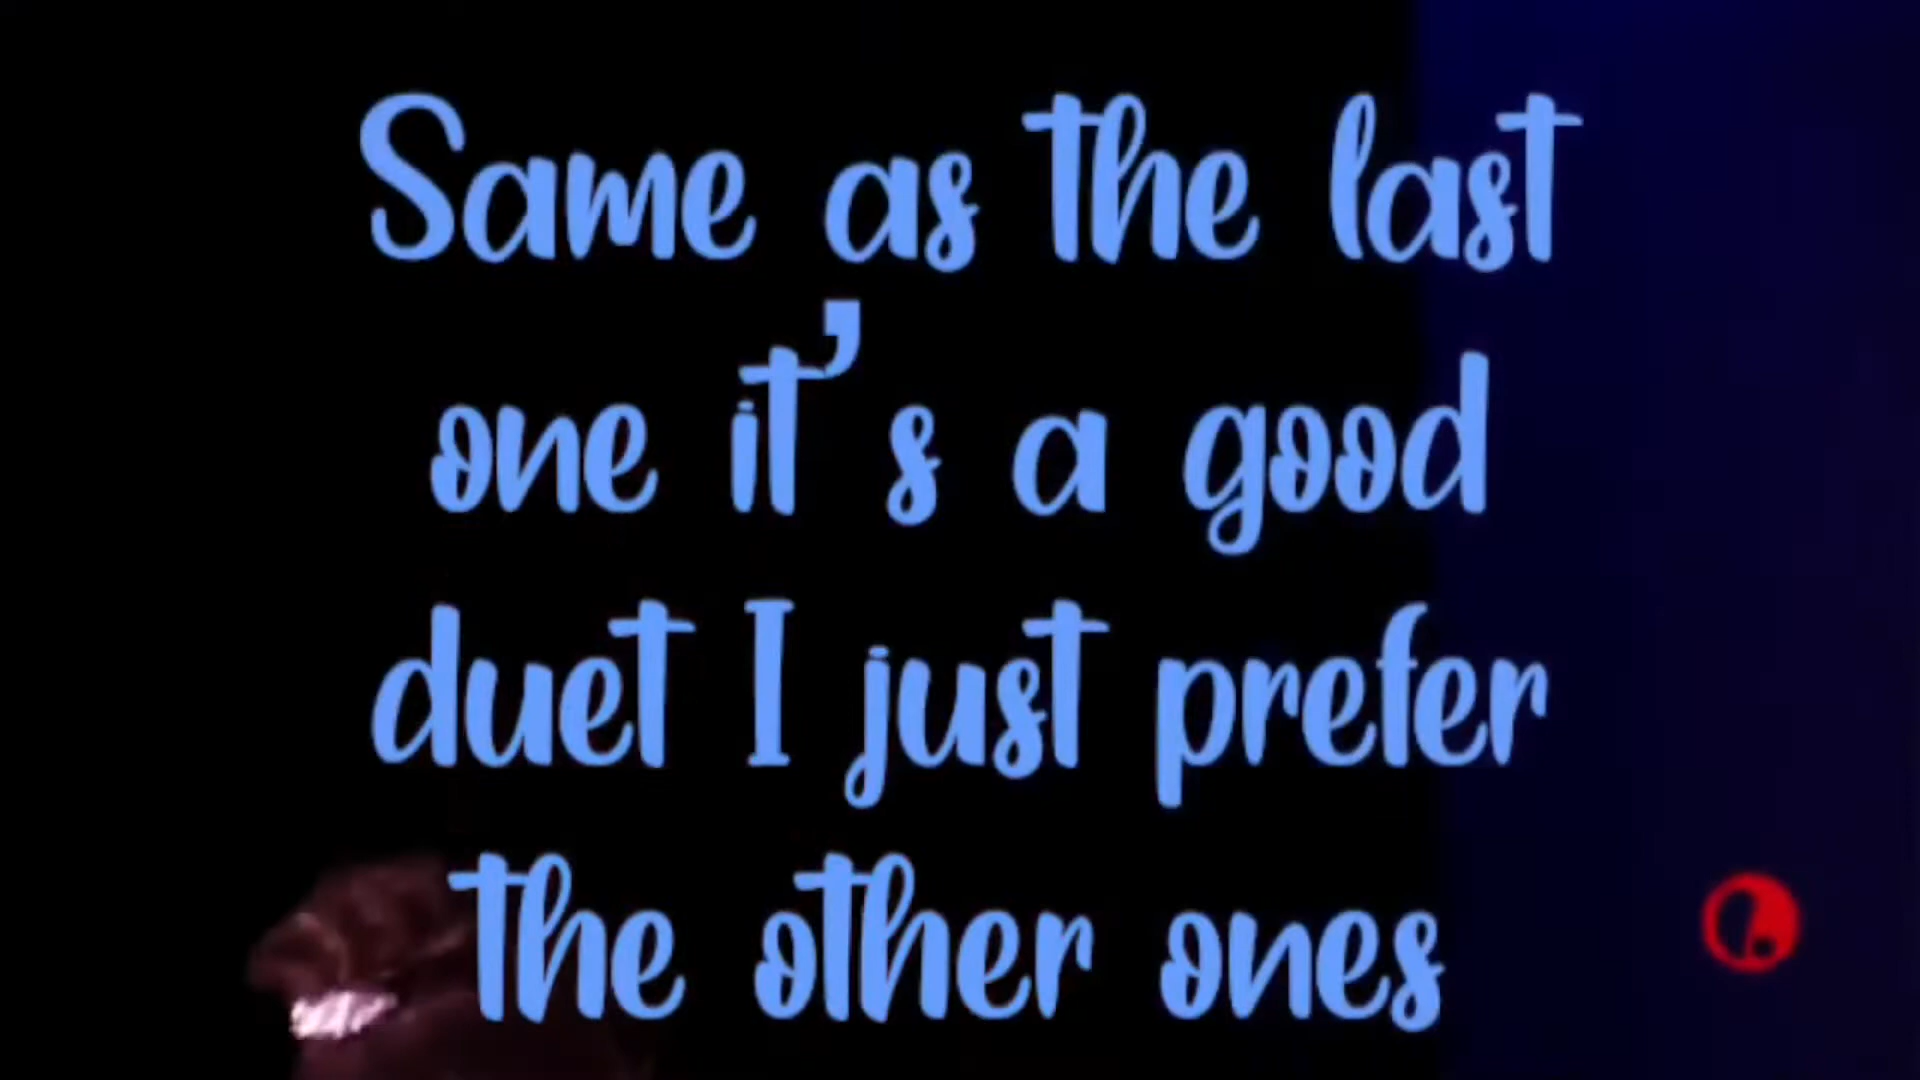 Same as the last
one it's a good
duet I just prefer
the other ones